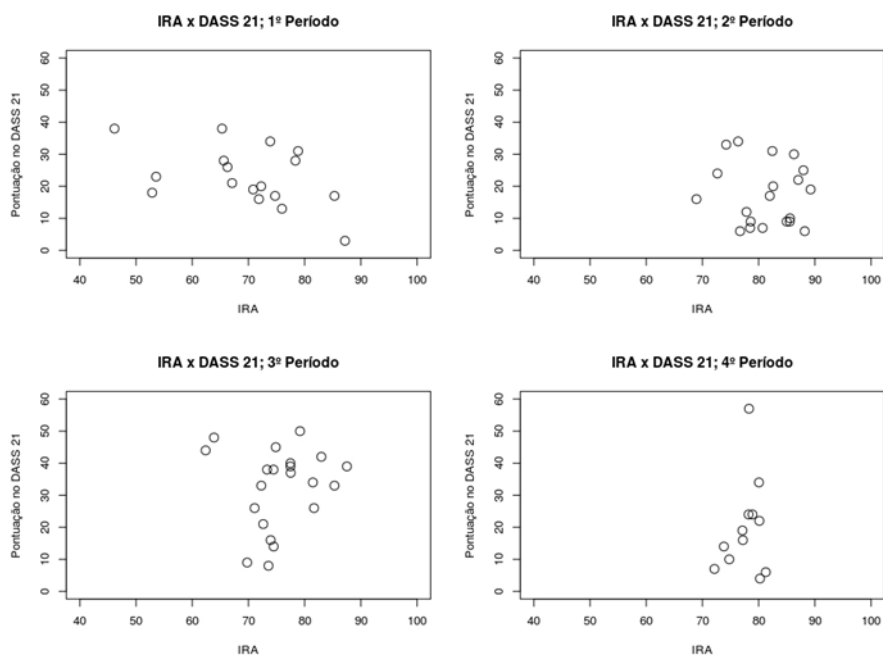 IRA x DASS 21; 1º Período
Pontuação no DASS 21
60
50
40
30
20
10
0
40 50 60 70 80 90 100
IRA
IRA x DASS 21; 2º Período
Pontuação no DASS 21
60
50
40
30
20
10
0
40 50 60 70 80 90 100
IRA
IRA x DASS 21; 3º Período
Pontuação no DASS 21
60
50
40
30
20
10
0
40 50 60 70 80 90 100
IRA
IRA x DASS 21; 4º Período
Pontuação no DASS 21
60
50
40
30
20
10
0
40 50 60 70 80 90 100
IRA